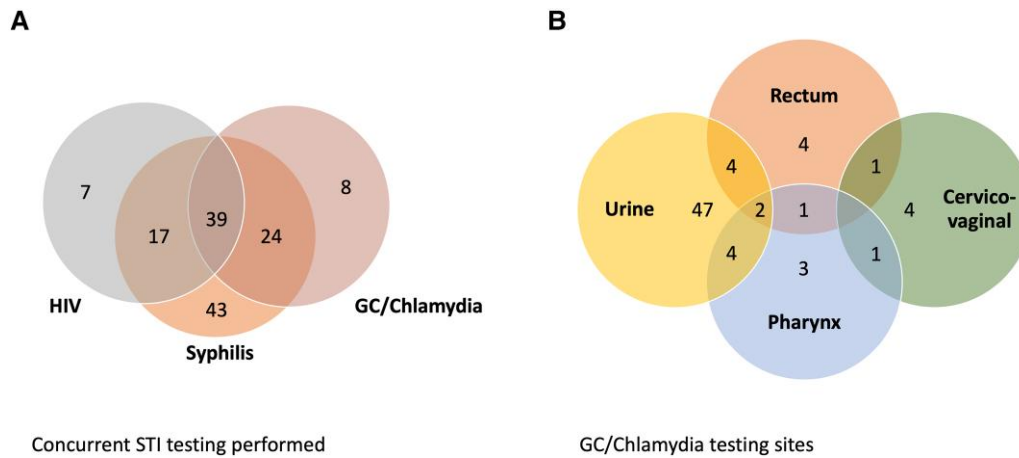 A
7
17
39
24
8
HIV
43
GC/Chlamydia
Syphilis
Concurrent STI testing performed
B
Rectum
4
4
1
Urine
47
2
1
4
Cervico-
vaginal
4
3
1
Pharynx
GC/Chlamydia testing sites